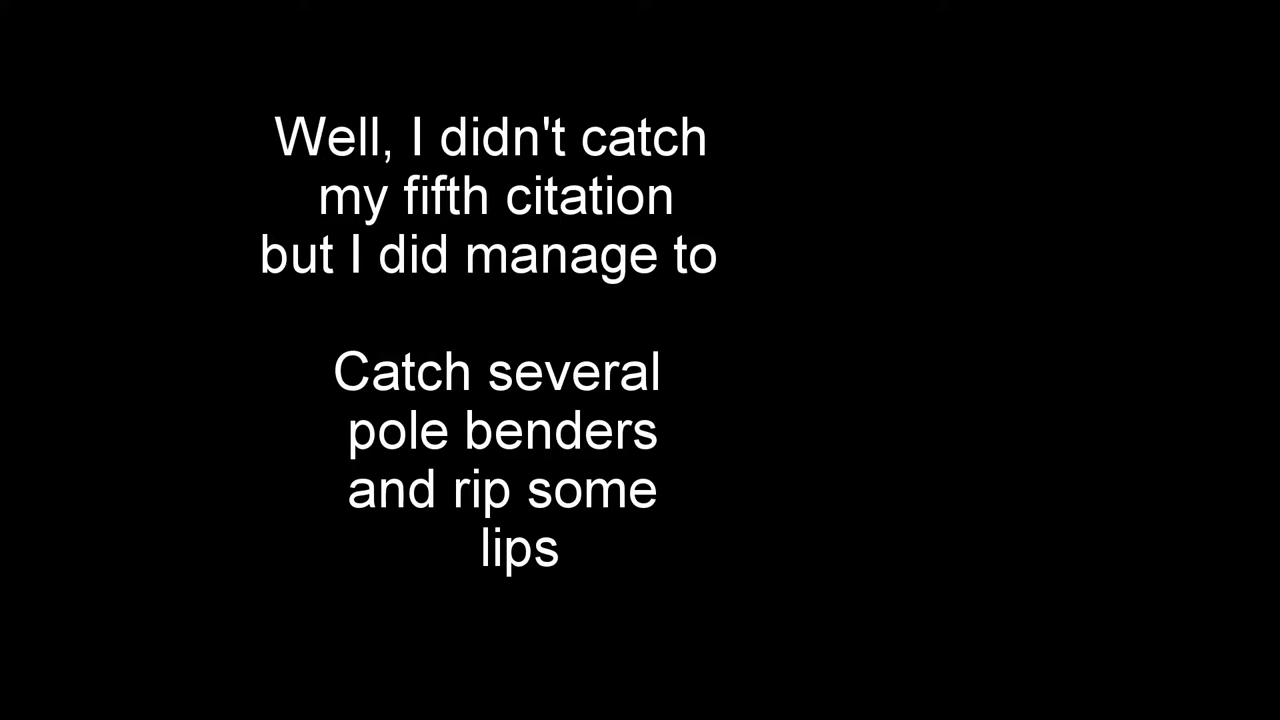 Well, I didn't catch
my fifth citation
but I did manage to
Catch several
pole benders
and rip some
lips